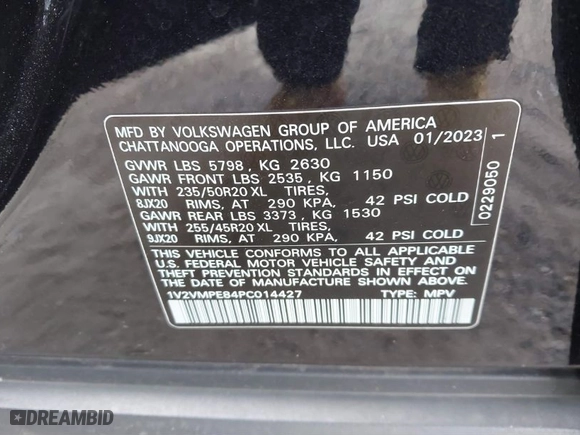 MFD BY VOLKSWAGEN GROUP OF AMERICA
CHATTANOOGA OPERATIONS, LLC. USA 01/2023
GVWR LBS 5798, KG 2630
GAWR FRONT LBS 2535, KG 1150
WITH 235/50R20 XL TIRES,
8JX20 RIMS, AT 290 KPA, 42 PSI COLD
GAWR REAR LBS 3373, KG 1530
WITH 255/45R20 XL TIRES,
9JX20 RIMS, AT 290 KPA, 42 PSI COLD
THIS VEHICLE CONFORMS TO ALL APPLICABLE
U.S. FEDERAL MOTOR VEHICLE SAFETY AND
THEFT PREVENTION STANDARDS IN EFFECT ON
THE DATE OF MANUFACTURE SHOWN ABOVE
1V2VMPE84PC014427 TYPE: MPV
0229050 1
DREAMBID